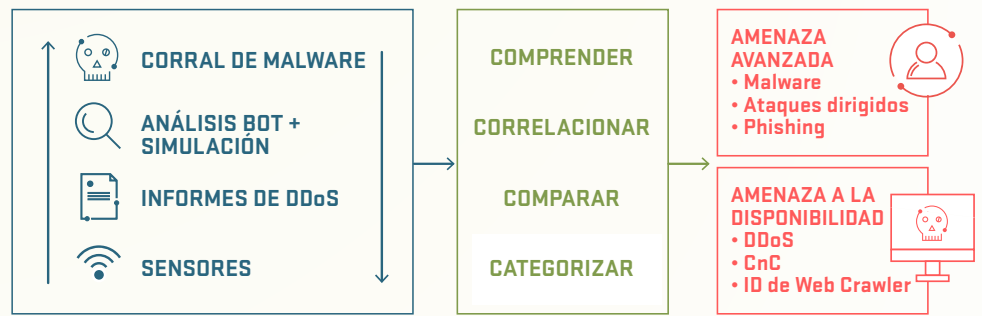 CORRAL DE MALWARE
ANÁLISIS BOT +
SIMULACIÓN
INFORMES DE DDoS
SENSORES
COMPRENDER
CORRELACIONAR
COMPARAR
CATEGORIZAR
AMENAZA
AVANZADA
• Malware
• Ataques dirigidos
• Phishing
AMENAZA A LA
DISPONIBILIDAD
• DDoS
• CnC
• ID de Web Crawler